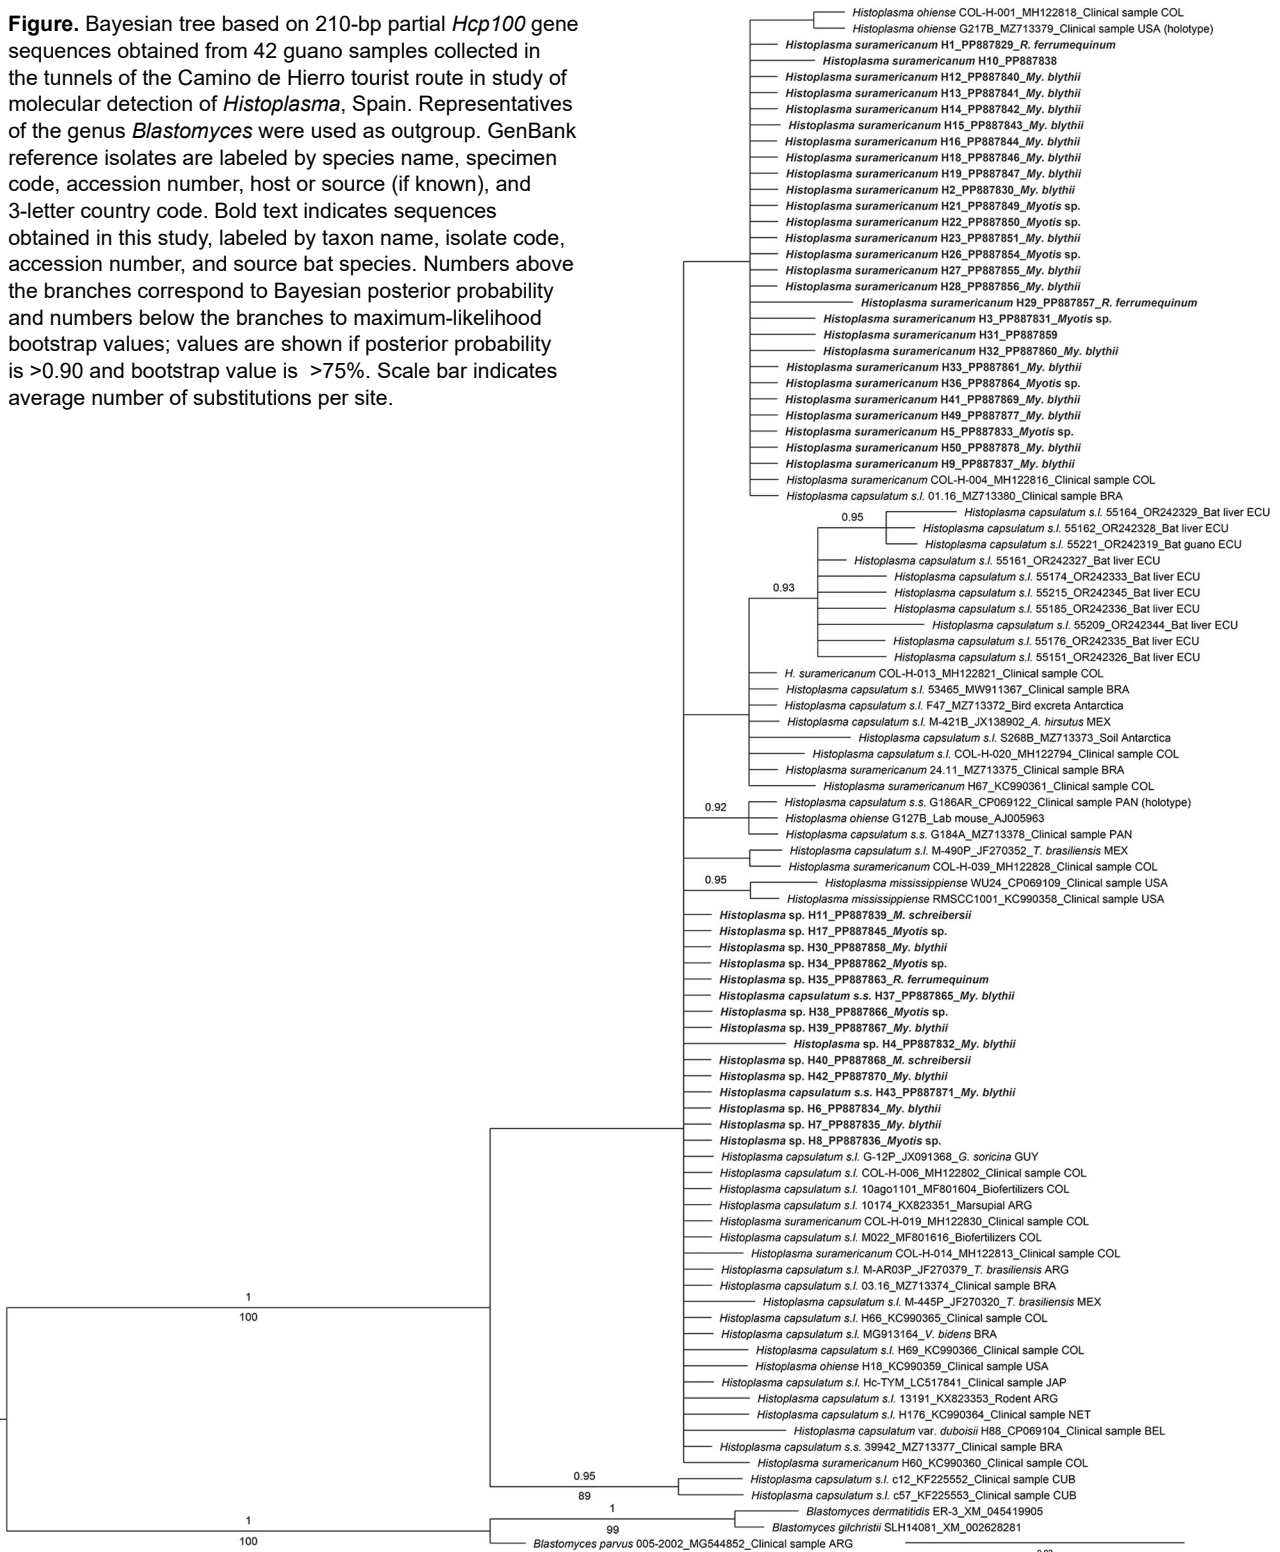 Figure. Bayesian tree based on 210-bp partial Hcp100 gene
sequences obtained from 42 guano samples collected in
the tunnels of the Camino de Hierro tourist route in study of
molecular detection of Histoplasma, Spain. Representatives
of the genus Blastomyces were used as outgroup. GenBank
reference isolates are labeled by species name, specimen
code, accession number, host or source (if known), and
3-letter country code. Bold text indicates sequences
obtained in this study, labeled by taxon name, isolate code,
accession number, and source bat species. Numbers above
the branches correspond to Bayesian posterior probability
and numbers below the branches to maximum-likelihood
bootstrap values; values are shown if posterior probability
is >0.90 and bootstrap value is >75%. Scale bar indicates
average number of substitutions per site.
Histoplasma ohiense COL-H-001_MH122818_Clinical sample COL
Histoplasma ohiense G217B_MZ713379_Clinical sample USA (holotype)
Histoplasma suramericanum H1_PP887829_R. ferrumequinum
Histoplasma suramericanum H10_PP887838
Histoplasma suramericanum H12_PP887840_My. blythii
Histoplasma suramericanum H13_PP887841_My. blythii
Histoplasma suramericanum H14_PP887842_My. blythii
Histoplasma suramericanum H15_PP887843_My. blythii
Histoplasma suramericanum H16_PP887844_My. blythii
Histoplasma suramericanum H18_PP887846_My. blythii
Histoplasma suramericanum H19_PP887847_My. blythii
Histoplasma suramericanum H2_PP887830_My. blythii
Histoplasma suramericanum H21_PP887849_Myotis sp.
Histoplasma suramericanum H22_PP887850_Myotis sp.
Histoplasma suramericanum H23_PP887851_My. blythii
Histoplasma suramericanum H26_PP887854_Myotis sp.
Histoplasma suramericanum H27_PP887855_My. blythii
Histoplasma suramericanum H28_PP887856_My. blythii
Histoplasma suramericanum H29_PP887857_R. ferrumequinum
Histoplasma suramericanum H3_PP887831_Myotis sp.
Histoplasma suramericanum H31_PP887859
Histoplasma suramericanum H32_PP887860_My. blythii
Histoplasma suramericanum H33_PP887861_My. blythii
Histoplasma suramericanum H36_PP887864_Myotis sp.
Histoplasma suramericanum H41_PP887869_My. blythii
Histoplasma suramericanum H49_PP887877_My. blythii
Histoplasma suramericanum H5_PP887833_Myotis sp.
Histoplasma suramericanum H50_PP887878_My. blythii
Histoplasma suramericanum H9_PP887837_My. blythii
Histoplasma suramericanum COL-H-004_MH122816_Clinical sample COL
Histoplasma capsulatum s.l. 01.16_MZ713380_Clinical sample BRA
0.95
Histoplasma capsulatum s.l. 55164_OR242329_Bat liver ECU
Histoplasma capsulatum s.l. 55162_OR242328_Bat liver ECU
Histoplasma capsulatum s.l. 55221_OR242319_Bat guano ECU
Histoplasma capsulatum s.l. 55161_OR242327_Bat liver ECU
Histoplasma capsulatum s.l. 55174_OR242333_Bat liver ECU
0.93
Histoplasma capsulatum s.l. 55215_OR242345_Bat liver ECU
Histoplasma capsulatum s.l. 55185_OR242336_Bat liver ECU
Histoplasma capsulatum s.l. 55209_OR242344_Bat liver ECU
Histoplasma capsulatum s.l. 55176_OR242335_Bat liver ECU
Histoplasma capsulatum s.l. 55151_OR242326_Bat liver ECU
H. suramericanum COL-H-013_MH122821_Clinical sample COL
Histoplasma capsulatum s.l. 53465_MW911367_Clinical sample BRA
Histoplasma capsulatum s.l. F47_MZ713372_Bird excreta Antarctica
Histoplasma capsulatum s.l. M-421B_JX138902_A. hirsutus MEX
Histoplasma capsulatum s.l. S268B_MZ713373_Soil Antarctica
Histoplasma capsulatum s.l. COL-H-020_MH122794_Clinical sample COL
Histoplasma suramericanum 24.11_MZ713375_Clinical sample BRA
Histoplasma suramericanum H67_KC990361_Clinical sample COL
0.92
Histoplasma capsulatum s.s. G186AR_CP069122_Clinical sample PAN (holotype)
Histoplasma ohiense G127B_Lab mouse_AJ005963
Histoplasma capsulatum s.s. G184A_MZ713378_Clinical sample PAN
Histoplasma capsulatum s.l. M-490P_JF270352_T. brasiliensis MEX
Histoplasma suramericanum COL-H-039_MH122828_Clinical sample COL
0.95
Histoplasma mississippiense WU24_CP069109_Clinical sample USA
Histoplasma mississippiense RMSCC1001_KC990358_Clinical sample USA
Histoplasma sp. H11_PP887839_M. schreibersii
Histoplasma sp. H17_PP887845_Myotis sp.
Histoplasma sp. H30_PP887858_My. blythii
Histoplasma sp. H34_PP887862_Myotis sp.
Histoplasma sp. H35_PP887863_R. ferrumequinum
Histoplasma capsulatum s.s. H37_PP887865_My. blythii
Histoplasma sp. H38_PP887866_Myotis sp.
Histoplasma sp. H39_PP887867_My. blythii
Histoplasma sp. H4_PP887832_My. blythii
Histoplasma sp. H40_PP887868_M. schreibersii
Histoplasma sp. H42_PP887870_My. blythii
Histoplasma capsulatum s.s. H43_PP887871_My. blythii
Histoplasma sp. H6_PP887834_My. blythii
Histoplasma sp. H7_PP887835_My. blythii
Histoplasma sp. H8_PP887836_Myotis sp.
Histoplasma capsulatum s.l. G-12P_JX091368_G. soricina GUY
Histoplasma capsulatum s.l. COL-H-006_MH122802_Clinical sample COL
Histoplasma capsulatum s.l. 10ago1101_MF801604_Biofertilizers COL
Histoplasma capsulatum s.l. 10174_KX823351_Marsupial ARG
Histoplasma suramericanum COL-H-019_MH122830_Clinical sample COL
Histoplasma capsulatum s.l. M022_MF801616_Biofertilizers COL
Histoplasma suramericanum COL-H-014_MH122813_Clinical sample COL
Histoplasma capsulatum s.l. M-AR03P_JF270379_T. brasiliensis ARG
Histoplasma capsulatum s.l. 03.16_MZ713374_Clinical sample BRA
Histoplasma capsulatum s.l. M-445P_JF270320_T. brasiliensis MEX
1
100
Histoplasma capsulatum s.l. H66_KC990365_Clinical sample COL
Histoplasma capsulatum s.l. MG913164_V. bidens BRA
Histoplasma capsulatum s.l. H69_KC990366_Clinical sample COL
Histoplasma ohiense H18_KC990359_Clinical sample USA
Histoplasma capsulatum s.l. Hc-TYM_LC517841_Clinical sample JAP
Histoplasma capsulatum s.l. 13191_KX823353_Rodent ARG
Histoplasma capsulatum s.l. H176_KC990364_Clinical sample NET
Histoplasma capsulatum var. duboisii H88_CP069104_Clinical sample BEL
Histoplasma capsulatum s.s. 39942_MZ713377_Clinical sample BRA
Histoplasma suramericanum H60_KC990360_Clinical sample COL
0.95
89
Histoplasma capsulatum s.l. c12_KF225552_Clinical sample CUB
Histoplasma capsulatum s.l. c57_KF225553_Clinical sample CUB
1
99
Blastomyces dermatitidis ER-3_XM_045419905
Blastomyces gilchristii SLH14081_XM_002628281
1
100
Blastomyces parvus 005-2002_MG544852_Clinical sample ARG